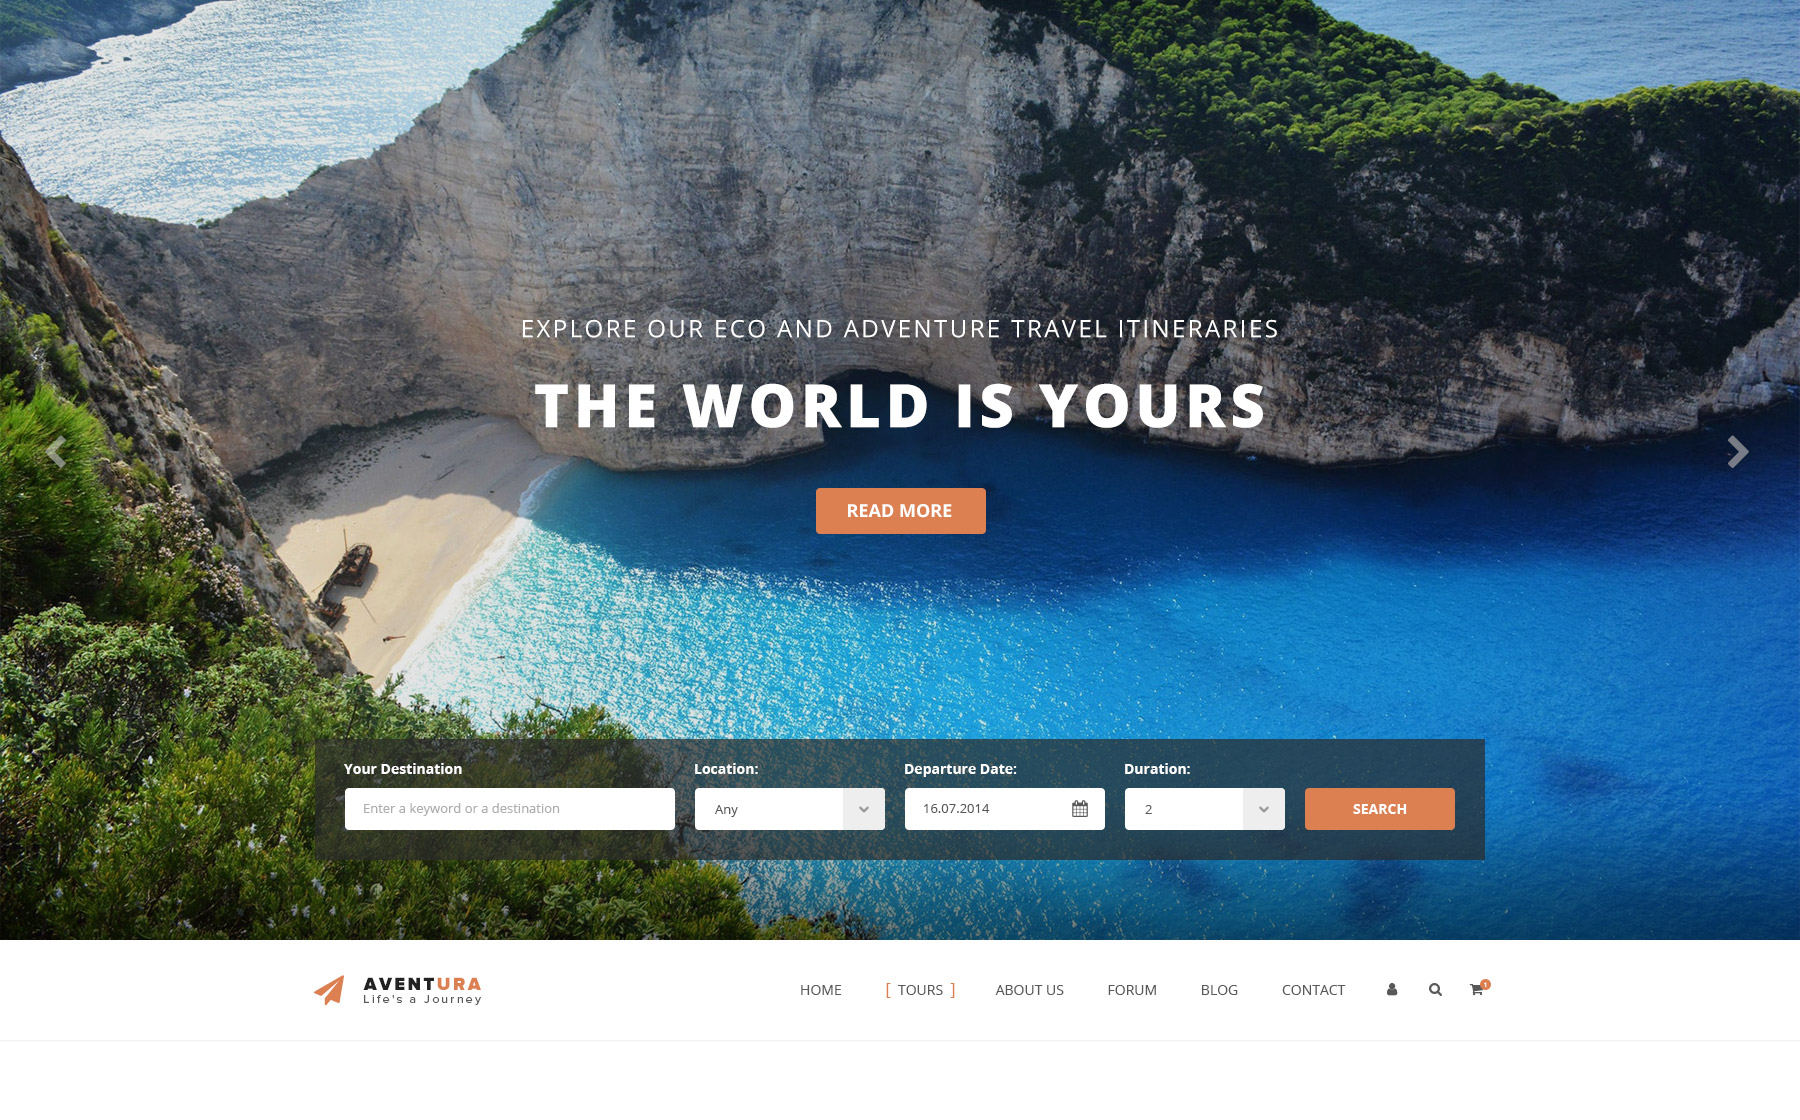 EXPLORE OUR ECO AND ADVENTURE TRAVEL ITINERARIES
THE WORLD IS YOURS
READ MORE
Your Destination Location: Departure Date: Duration:
Enter a keyword or a destination Any 16.07.2014 2 SEARCH
AVENTURA
Life's a Journey
HOME [ TOURS ] ABOUT US FORUM BLOG CONTACT 1